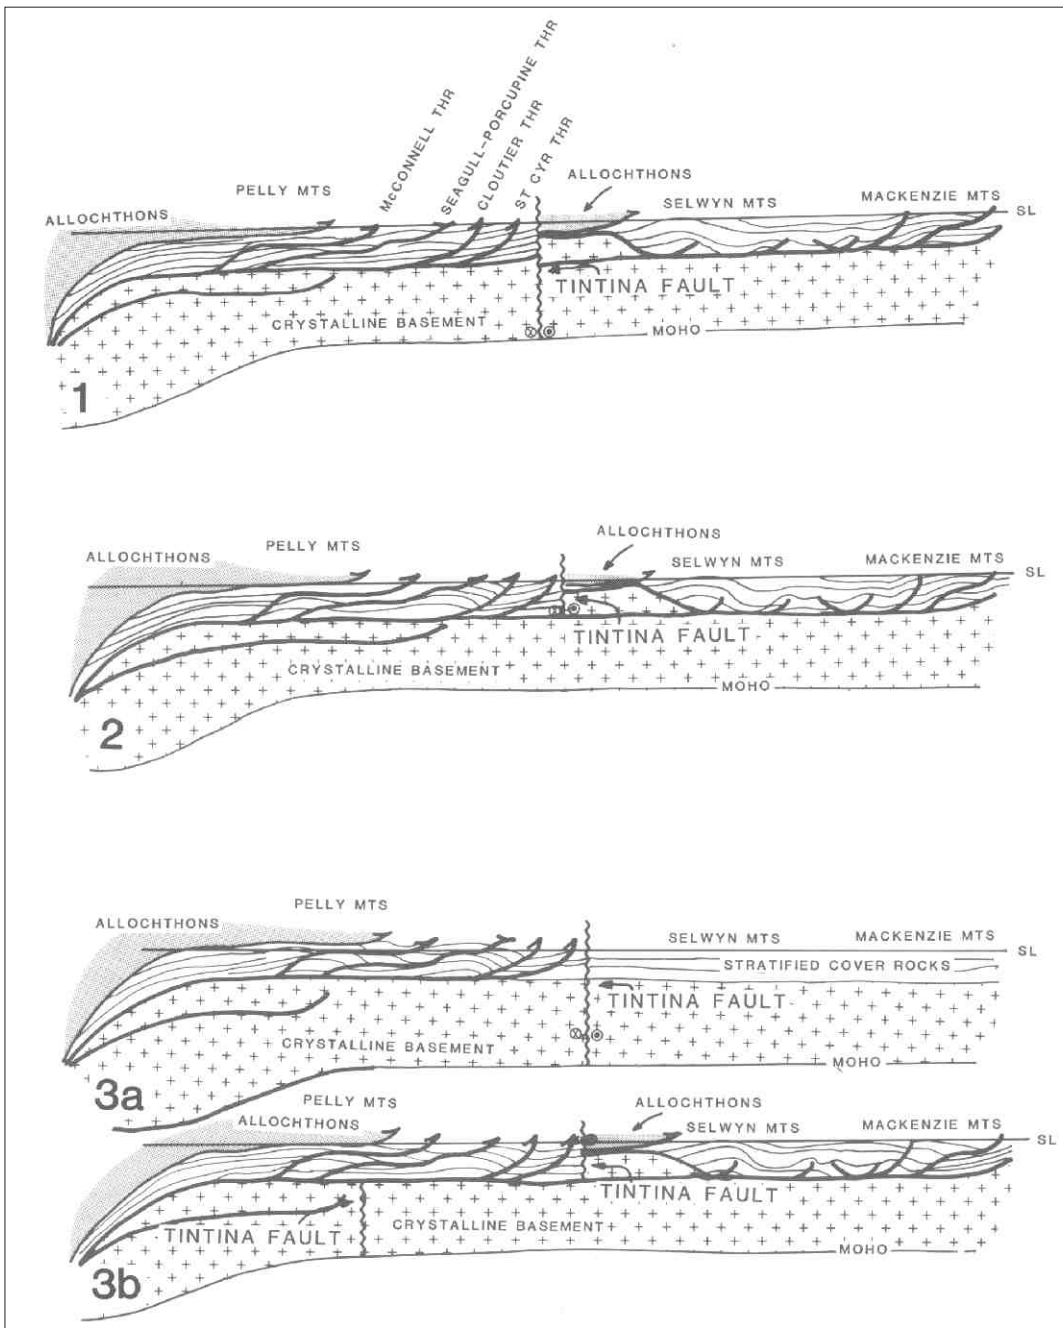 McCONNELL THR
SEAGULL-PORCUPINE THR
CLOUTIER THR
ST CYR THR
ALLOCHTHONS
PELLY MTS
ALLOCHTHONS
SELWYN MTS
MACKENZIE MTS
SL
TINTINA FAULT
CRYSTALLINE BASEMENT
MOHO
1
ALLOCHTHONS
PELLY MTS
ALLOCHTHONS
SELWYN MTS
MACKENZIE MTS
SL
TINTINA FAULT
CRYSTALLINE BASEMENT
MOHO
2
ALLOCHTHONS
PELLY MTS
SELWYN MTS
MACKENZIE MTS
SL
STRATIFIED COVER ROCKS
TINTINA FAULT
CRYSTALLINE BASEMENT
MOHO
3a
PELLY MTS
ALLOCHTHONS
ALLOCHTHONS
SELWYN MTS
MACKENZIE MTS
SL
TINTINA FAULT
TINTINA FAULT
CRYSTALLINE BASEMENT
MOHO
3b